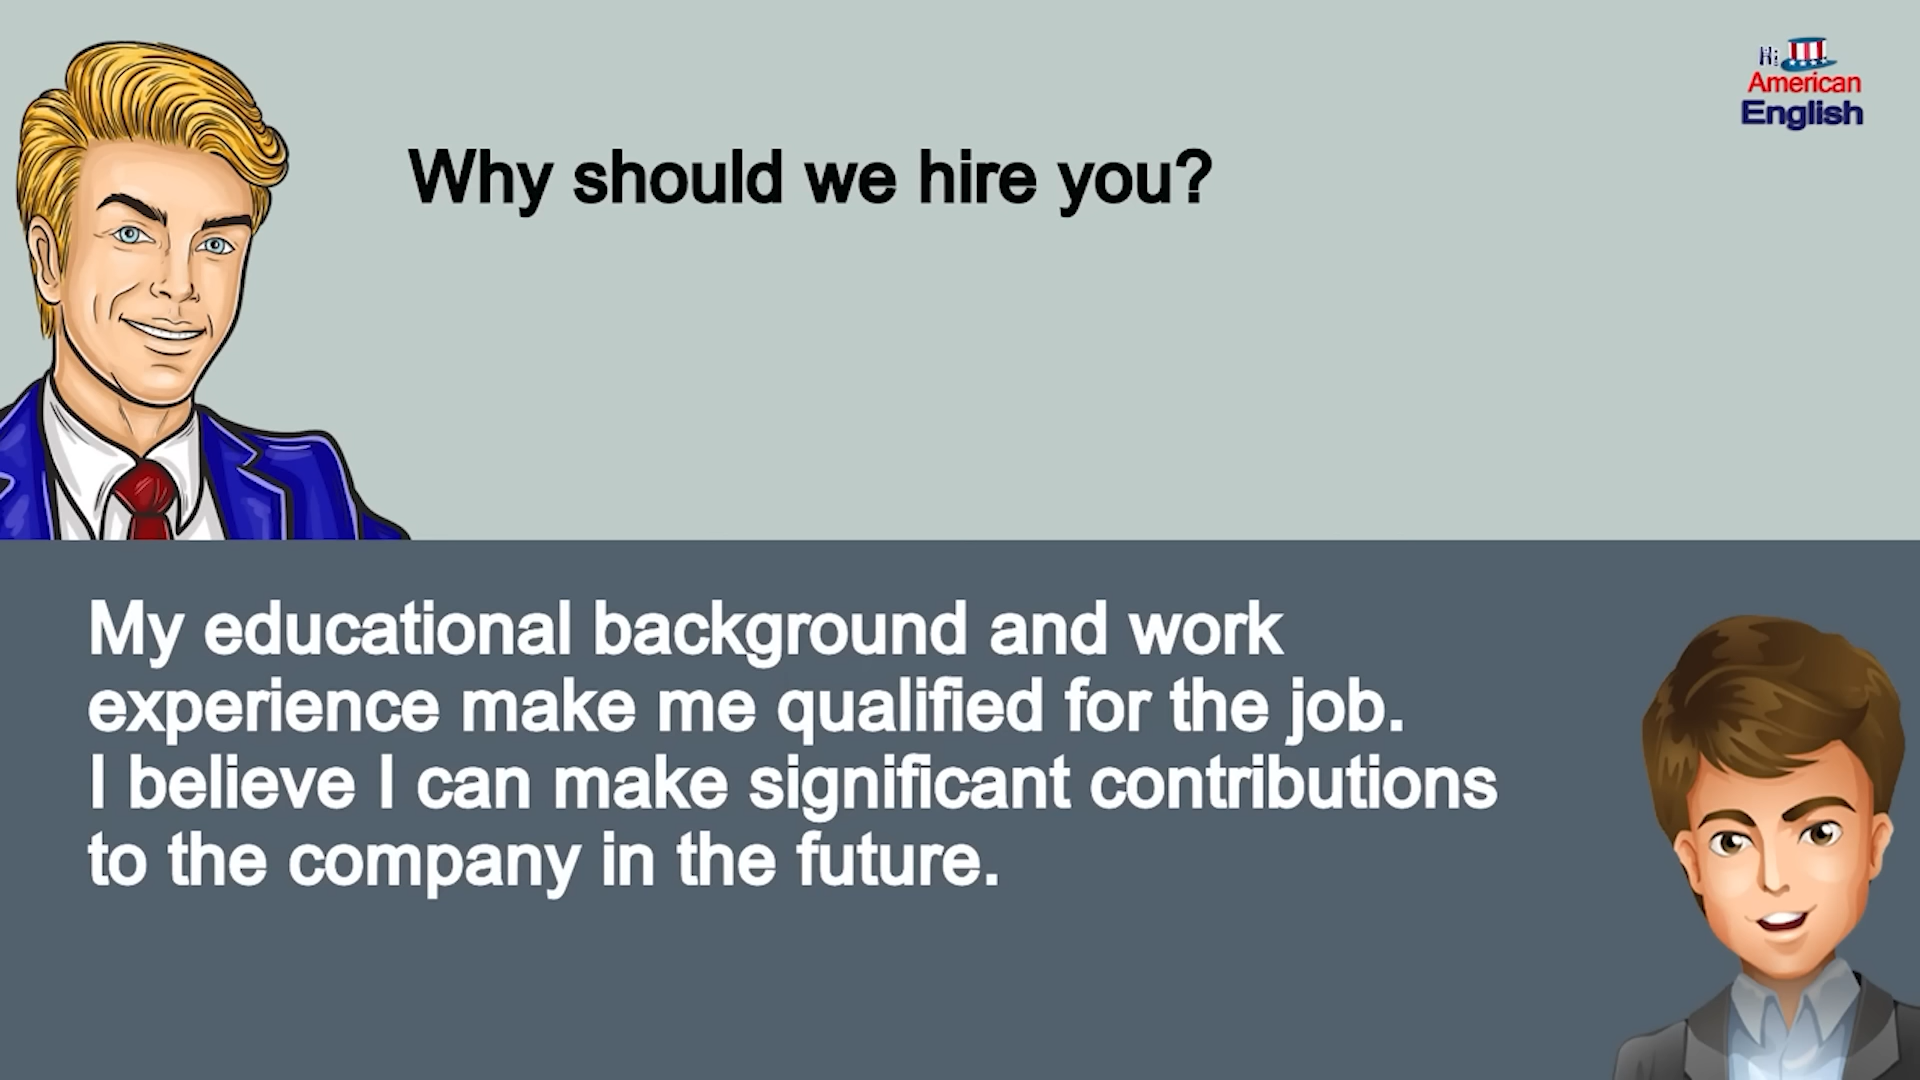 Hi
American
English
Why should we hire you?
My educational background and work
experience make me qualified for the job.
I believe I can make significant contributions
to the company in the future.